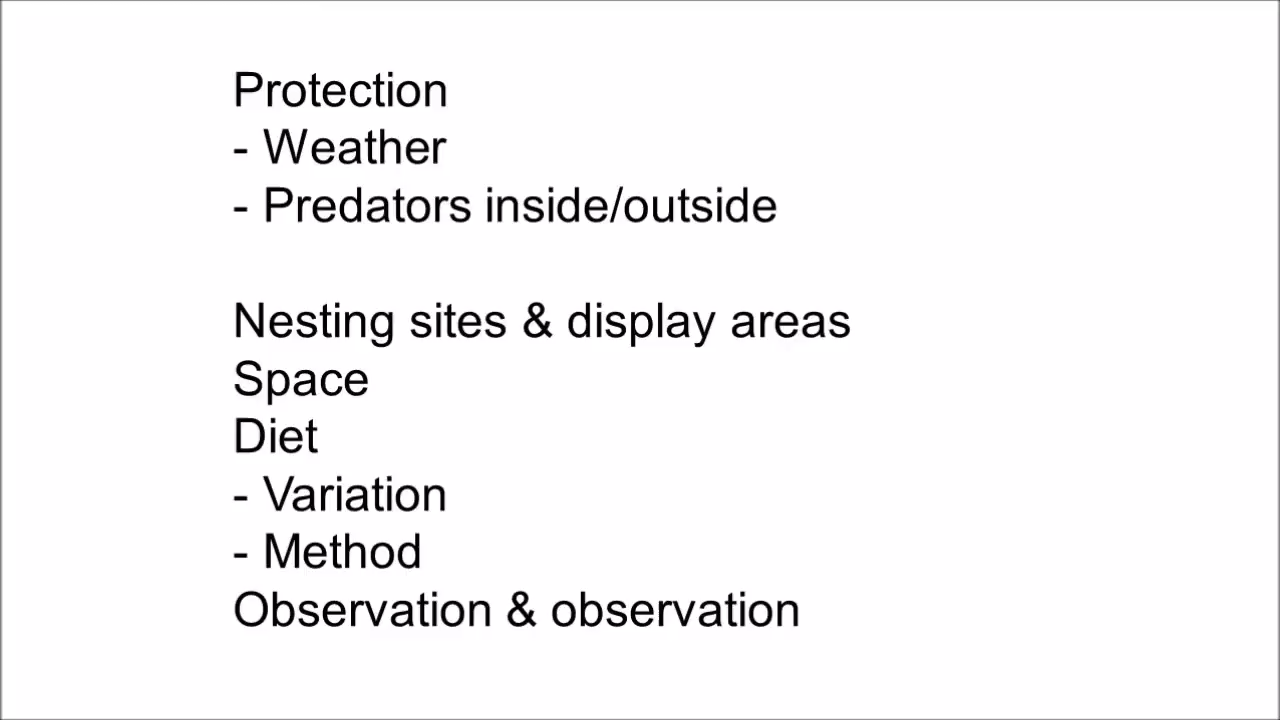 Protection
- Weather
- Predators inside/outside
Nesting sites & display areas
Space
Diet
- Variation
- Method
Observation & observation